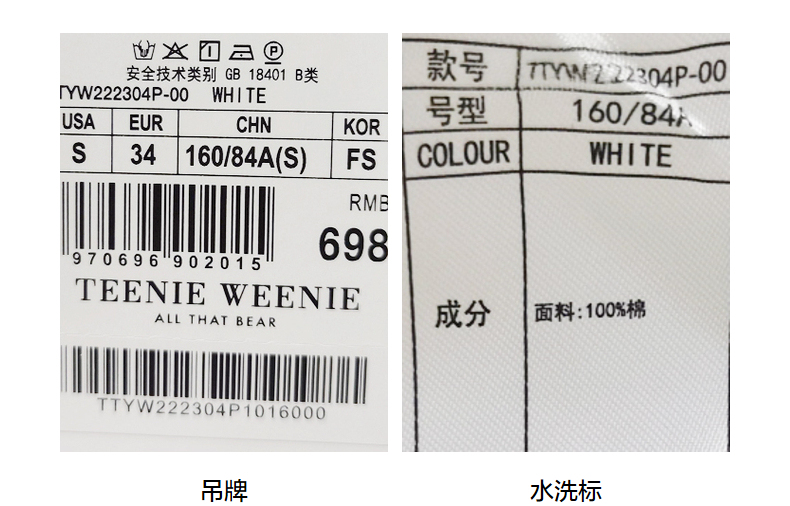 安全技术类别 GB 18401 B类
TTYW222304P-00 WHITE
USA EUR CHN KOR
S 34 160/84A(S) FS
RMB
698
970696 902015
TEENIE WEENIE
ALL THAT BEAR
TTYW222304P1016000
吊牌
款号 TTYW222304P-00
号型 160/84A
COLOUR WHITE
成分 面料:100%棉
水洗标